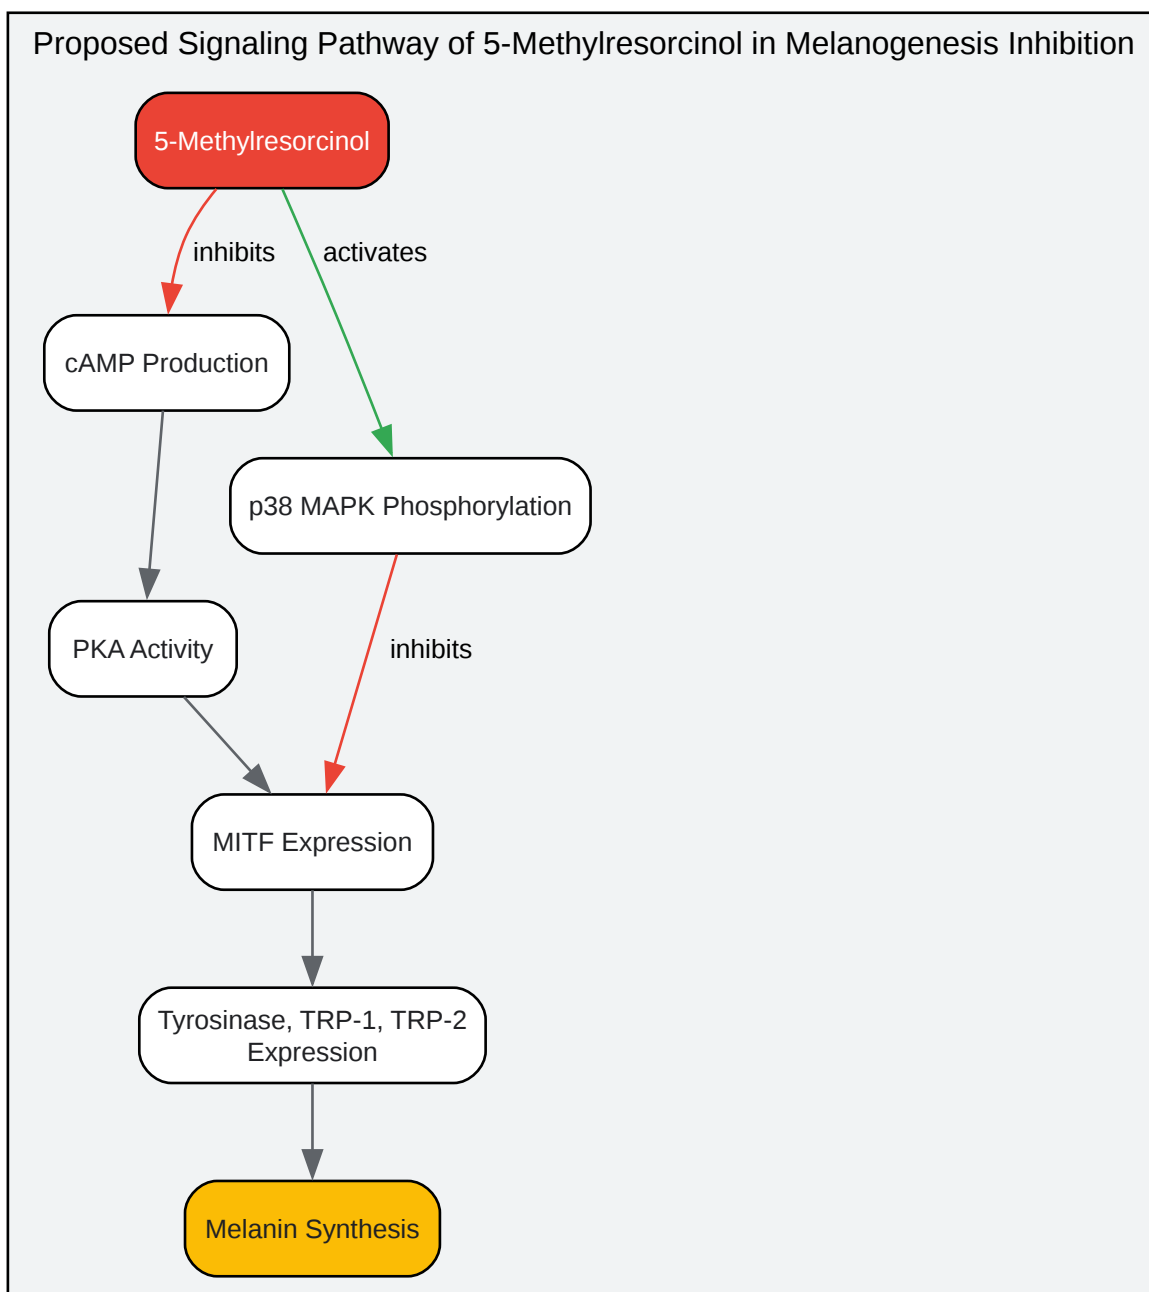 Proposed Signaling Pathway of 5-Methylresorcinol in Melanogenesis Inhibition
5-Methylresorcinol
inhibits
activates
cAMP Production
p38 MAPK Phosphorylation
PKA Activity
inhibits
MITF Expression
Tyrosinase, TRP-1, TRP-2
Expression
Melanin Synthesis